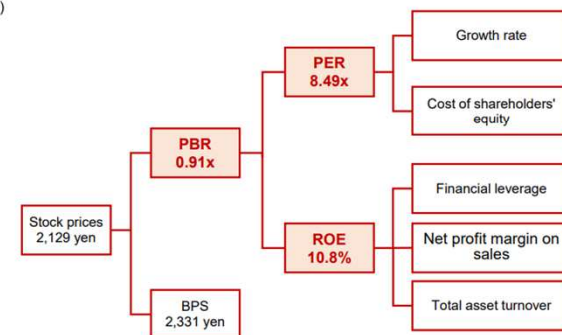 )
Growth rate
PER
8.49x
Cost of shareholders'
equity
PBR
0.91x
Financial leverage
Stock prices
2,129 yen
ROE
10.8%
Net profit margin on
sales
BPS
2,331 yen
Total asset turnover